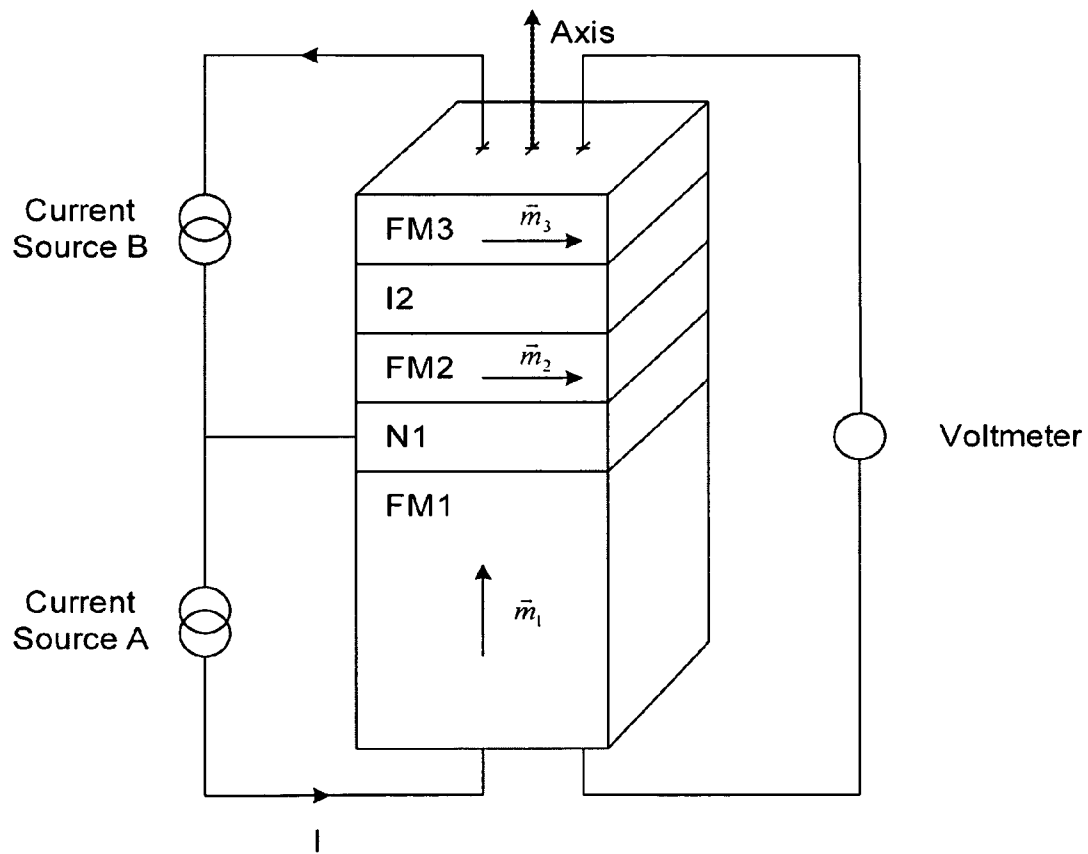 Axis
Current
Source B
FM3
m⃗₃
I2
FM2
m⃗₂
N1
Voltmeter
FM1
Current
Source A
m⃗₁
I